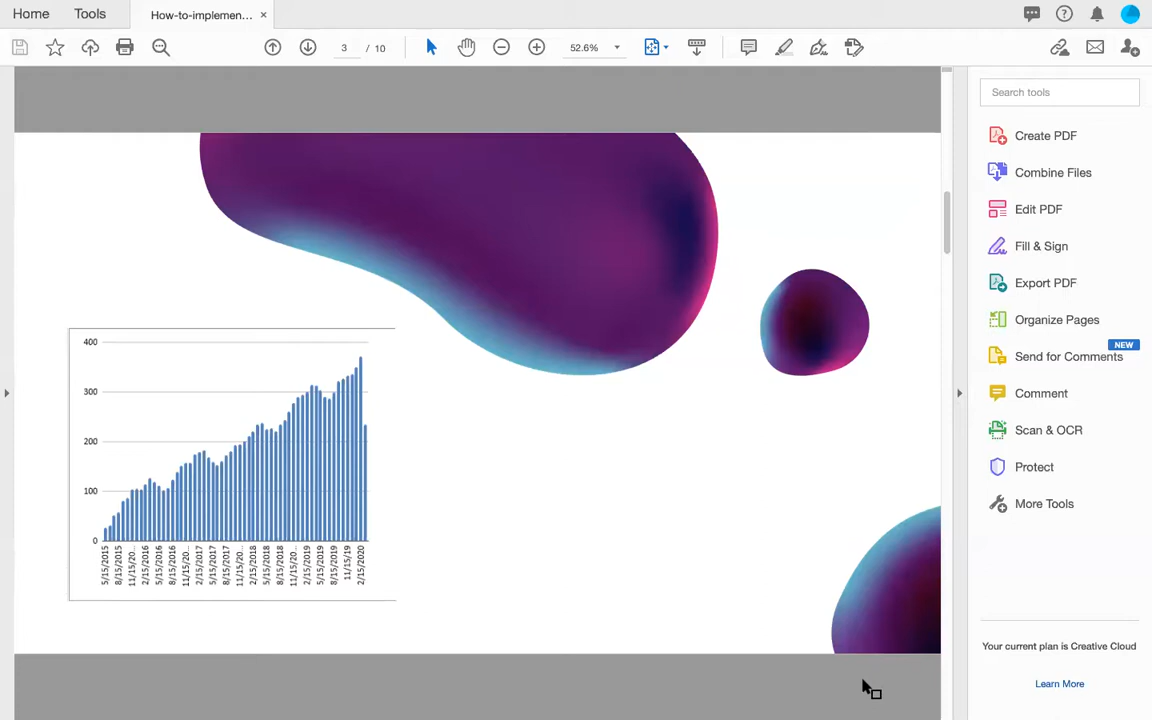 Home Tools How-to-implemen... ×
3 / 10 52.6%
Search tools
Create PDF
Combine Files
Edit PDF
Fill & Sign
Export PDF
Organize Pages
NEW
Send for Comments
Comment
Scan & OCR
Protect
More Tools
Your current plan is Creative Cloud
Learn More
400
300
200
100
0
5/15/2015
8/15/2015
11/15/20...
2/15/2016
5/15/2016
8/15/2016
11/15/20...
2/15/2017
5/15/2017
8/15/2017
11/15/20...
2/15/2018
5/15/2018
8/15/2018
11/15/20...
2/15/2019
5/15/2019
8/15/2019
11/15/19
2/15/2020